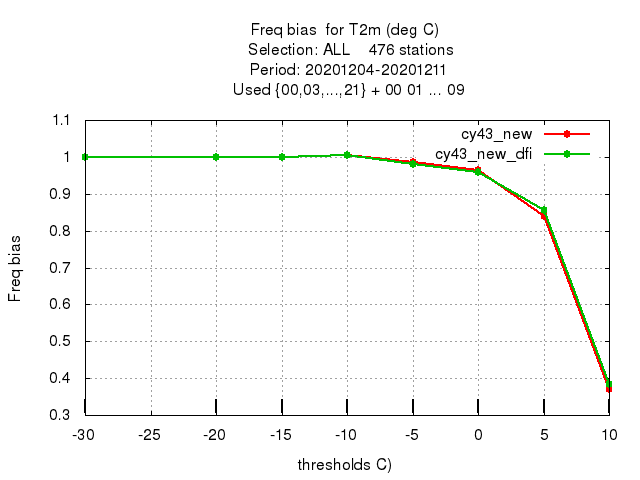 Freq bias  for T2m (deg C)
Selection: ALL    476 stations
Period: 20201204-20201211
Used {00,03,...,21} + 00 01 ... 09
cy43_new
cy43_new_dfi
1.1
1
0.9
0.8
0.7
0.6
0.5
0.4
0.3
Freq bias
-30 -25 -20 -15 -10 -5 0 5 10
thresholds C)